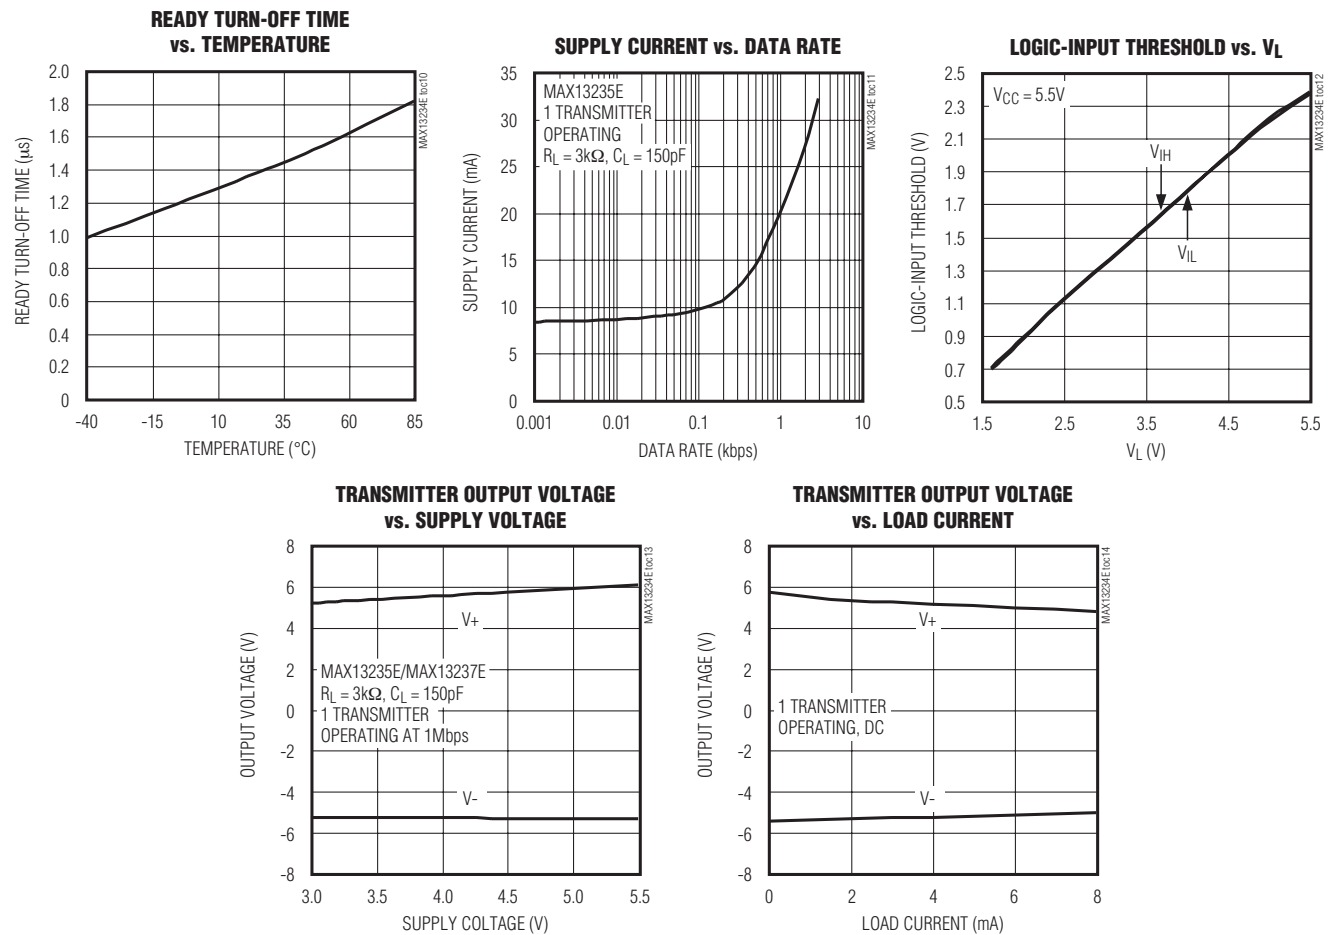 READY TURN-OFF TIME
vs. TEMPERATURE
READY TURN-OFF TIME (μs)
2.0
1.8
1.6
1.4
1.2
1.0
0.8
0.6
0.4
0.2
0
-40 -15 10 35 60 85
TEMPERATURE (°C)
MAX13234E toc10
SUPPLY CURRENT vs. DATA RATE
SUPPLY CURRENT (mA)
35
30
25
20
15
10
5
0
MAX13235E
1 TRANSMITTER
OPERATING
RL = 3kΩ, CL = 150pF
0.001 0.01 0.1 1 10
DATA RATE (kbps)
MAX13234E toc11
LOGIC-INPUT THRESHOLD vs. VL
LOGIC-INPUT THRESHOLD (V)
2.5
2.3
2.1
1.9
1.7
1.5
1.3
1.1
0.9
0.7
0.5
VCC = 5.5V
VIH
VIL
1.5 2.5 3.5 4.5 5.5
VL (V)
MAX13234E toc12
TRANSMITTER OUTPUT VOLTAGE
vs. SUPPLY VOLTAGE
OUTPUT VOLTAGE (V)
8
6
4
2
0
-2
-4
-6
-8
V+
MAX13235E/MAX13237E
RL = 3kΩ, CL = 150pF
1 TRANSMITTER
OPERATING AT 1Mbps
V-
3.0 3.5 4.0 4.5 5.0 5.5
SUPPLY COLTAGE (V)
MAX13234E toc13
TRANSMITTER OUTPUT VOLTAGE
vs. LOAD CURRENT
OUTPUT VOLTAGE (V)
8
6
4
2
0
-2
-4
-6
-8
V+
1 TRANSMITTER
OPERATING, DC
V-
0 2 4 6 8
LOAD CURRENT (mA)
MAX13234E toc14